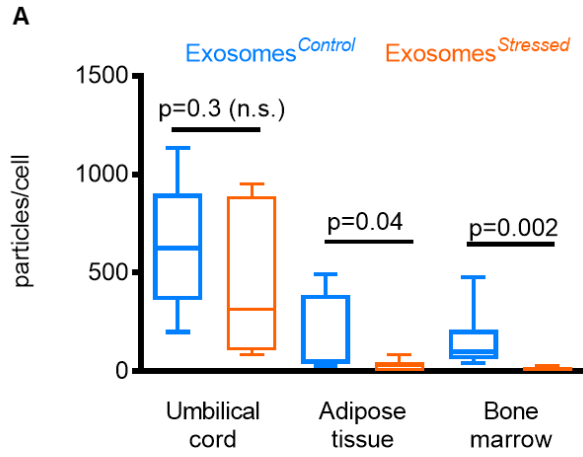 A
Exosomes^Control Exosomes^Stressed
particles/cell
1500
1000
500
0
p=0.3 (n.s.)
p=0.04
p=0.002
Umbilical cord
Adipose tissue
Bone marrow